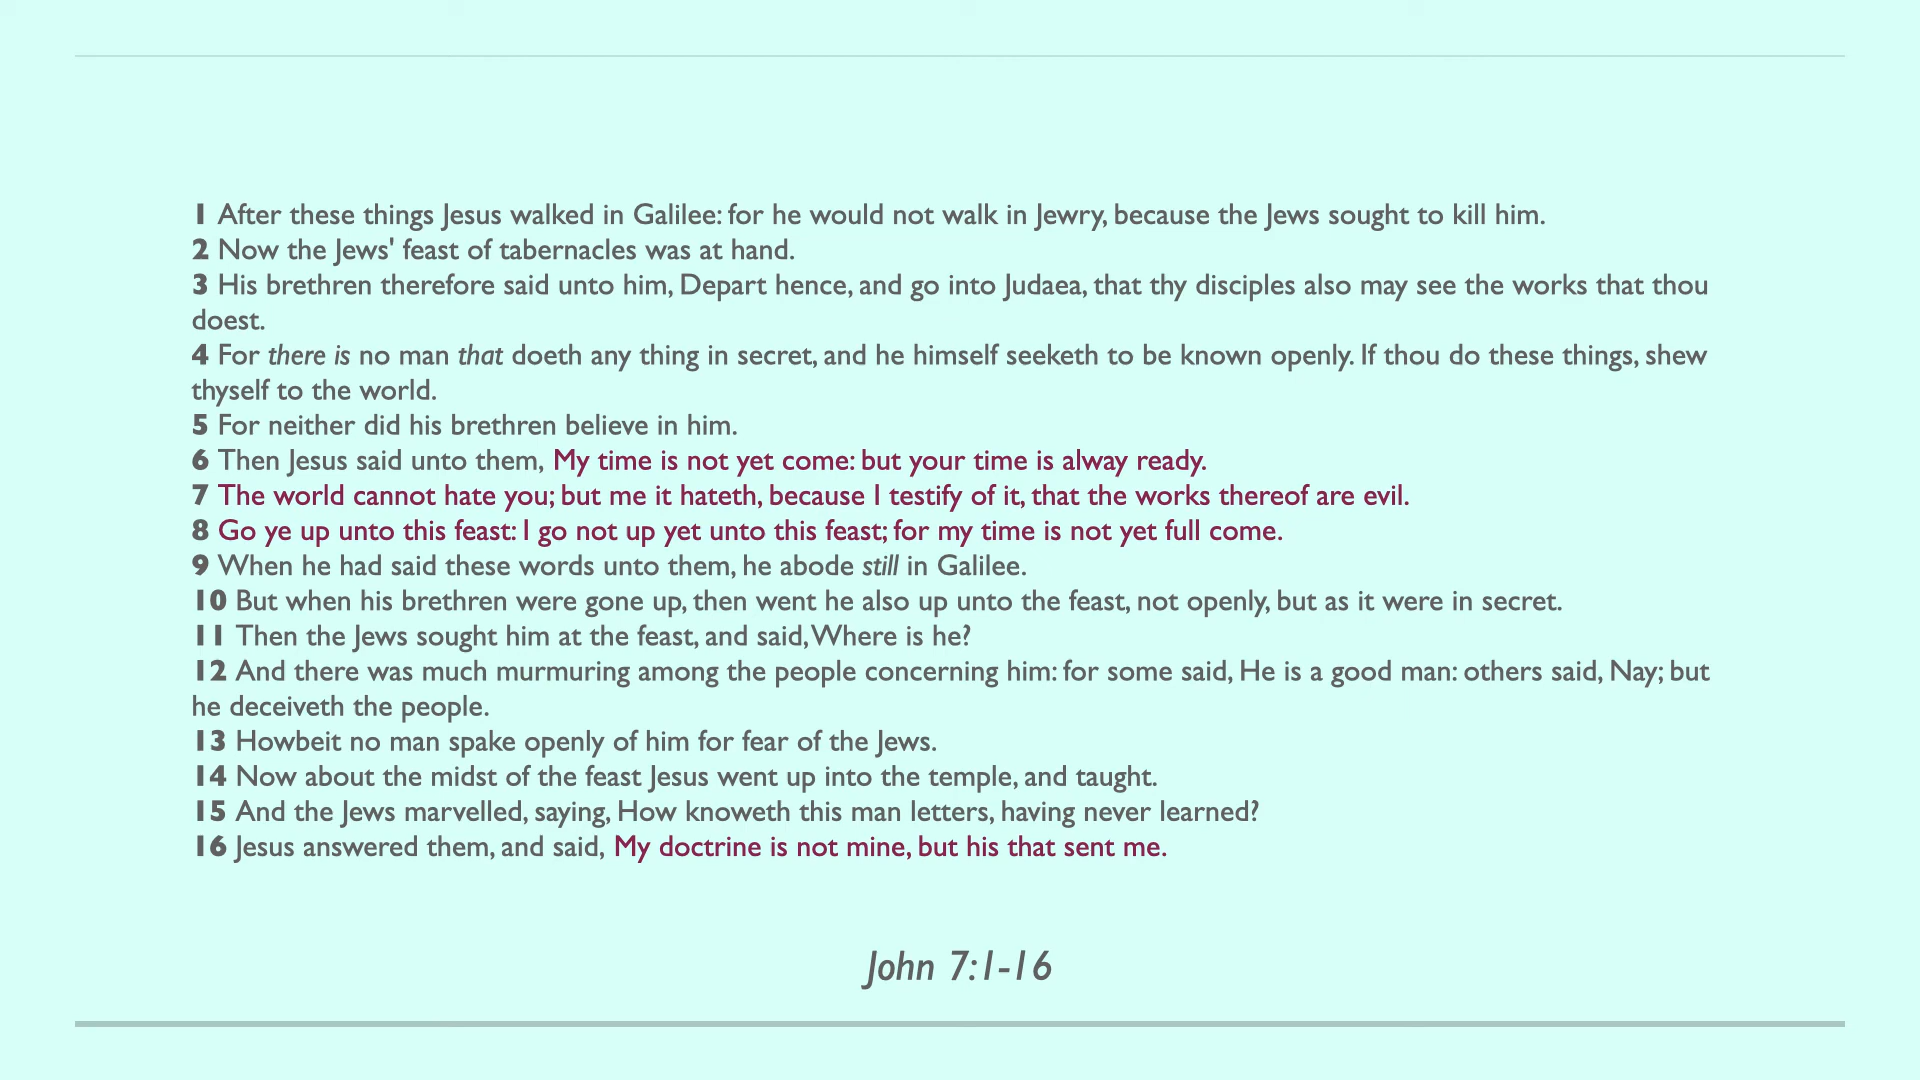 1 After these things Jesus walked in Galilee: for he would not walk in Jewry, because the Jews sought to kill him.
2 Now the Jews' feast of tabernacles was at hand.
3 His brethren therefore said unto him, Depart hence, and go into Judaea, that thy disciples also may see the works that thou
doest.
4 For there is no man that doeth any thing in secret, and he himself seeketh to be known openly. If thou do these things, shew
thyself to the world.
5 For neither did his brethren believe in him.
6 Then Jesus said unto them, My time is not yet come: but your time is alway ready.
7 The world cannot hate you; but me it hateth, because I testify of it, that the works thereof are evil.
8 Go ye up unto this feast: I go not up yet unto this feast; for my time is not yet full come.
9 When he had said these words unto them, he abode still in Galilee.
10 But when his brethren were gone up, then went he also up unto the feast, not openly, but as it were in secret.
11 Then the Jews sought him at the feast, and said, Where is he?
12 And there was much murmuring among the people concerning him: for some said, He is a good man: others said, Nay; but
he deceiveth the people.
13 Howbeit no man spake openly of him for fear of the Jews.
14 Now about the midst of the feast Jesus went up into the temple, and taught.
15 And the Jews marvelled, saying, How knoweth this man letters, having never learned?
16 Jesus answered them, and said, My doctrine is not mine, but his that sent me.
John 7:1-16